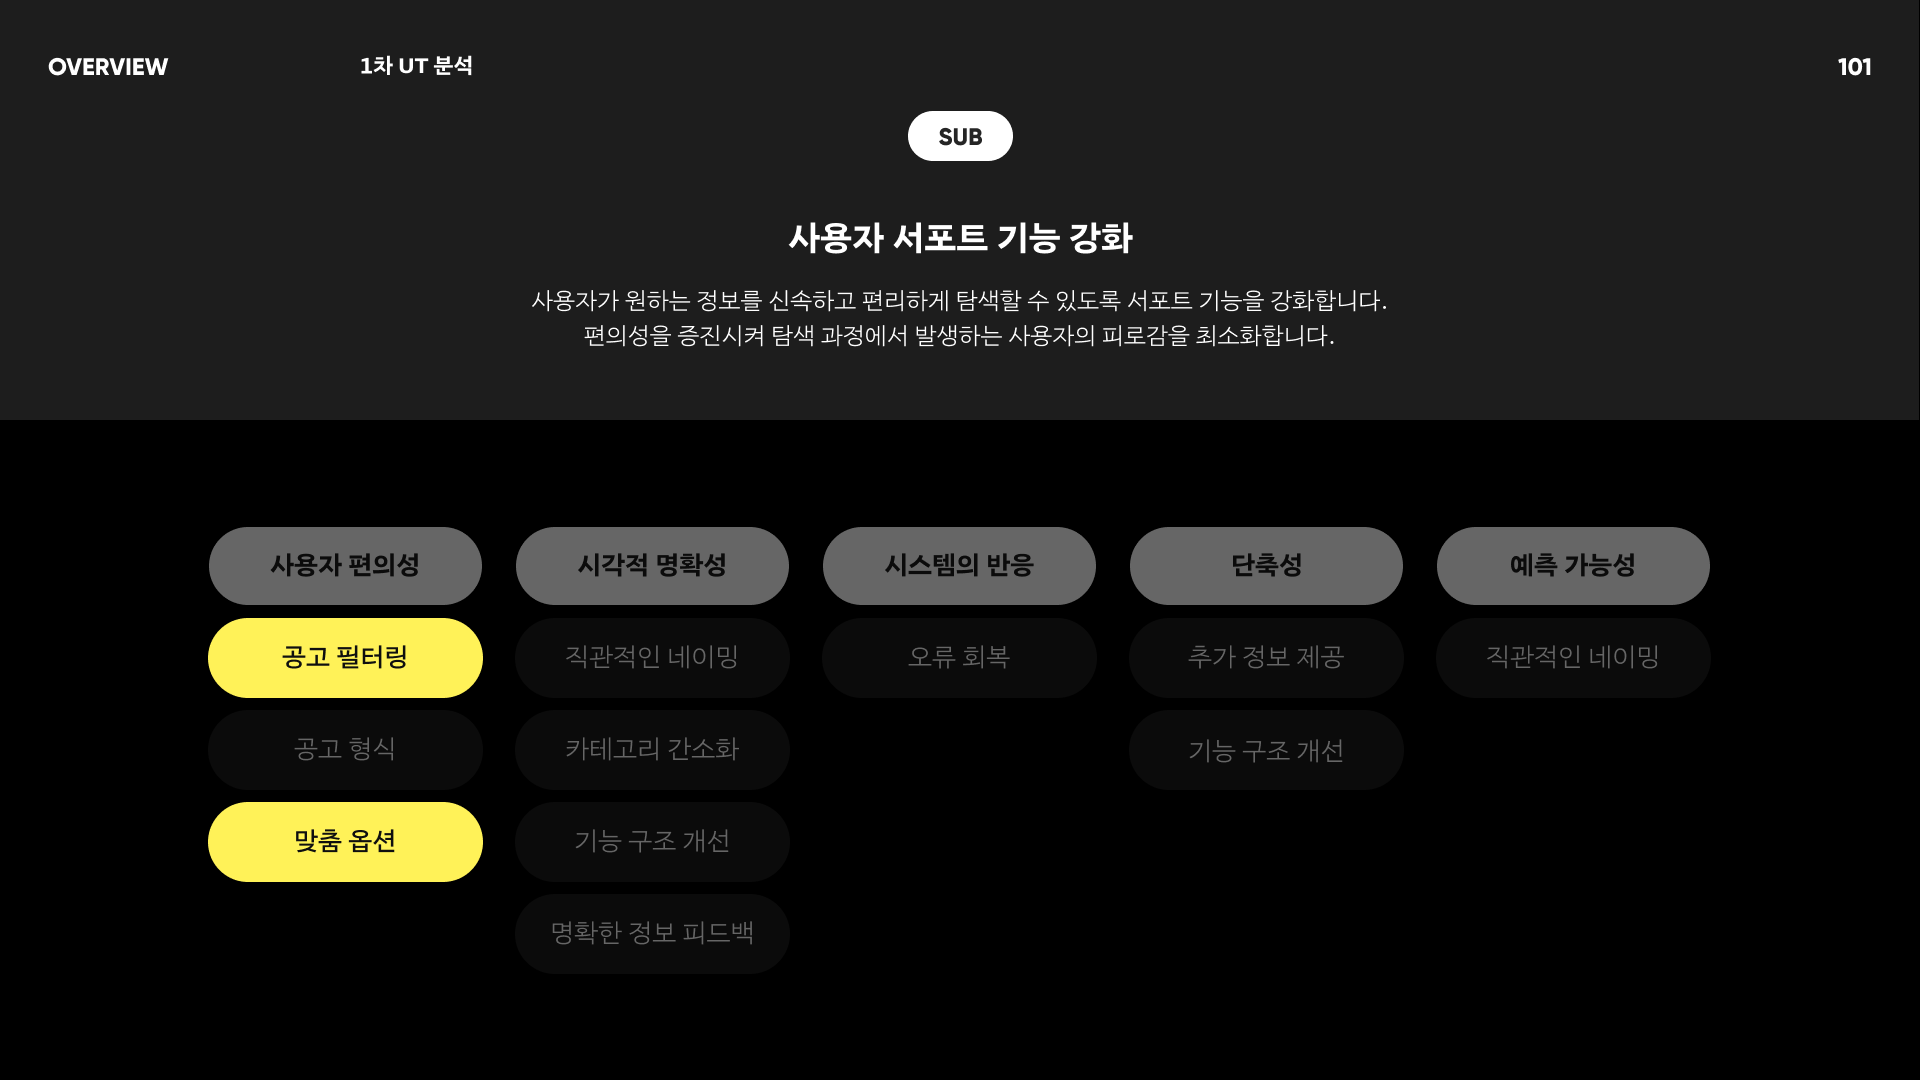 OVERVIEW
1차 UT 분석
101
SUB
사용자 서포트 기능 강화
사용자가 원하는 정보를 신속하고 편리하게 탐색할 수 있도록 서포트 기능을 강화합니다.
편의성을 증진시켜 탐색 과정에서 발생하는 사용자의 피로감을 최소화합니다.
사용자 편의성
공고 필터링
공고 형식
맞춤 옵션
시각적 명확성
직관적인 네이밍
카테고리 간소화
기능 구조 개선
명확한 정보 피드백
시스템의 반응
오류 회복
단축성
추가 정보 제공
기능 구조 개선
예측 가능성
직관적인 네이밍